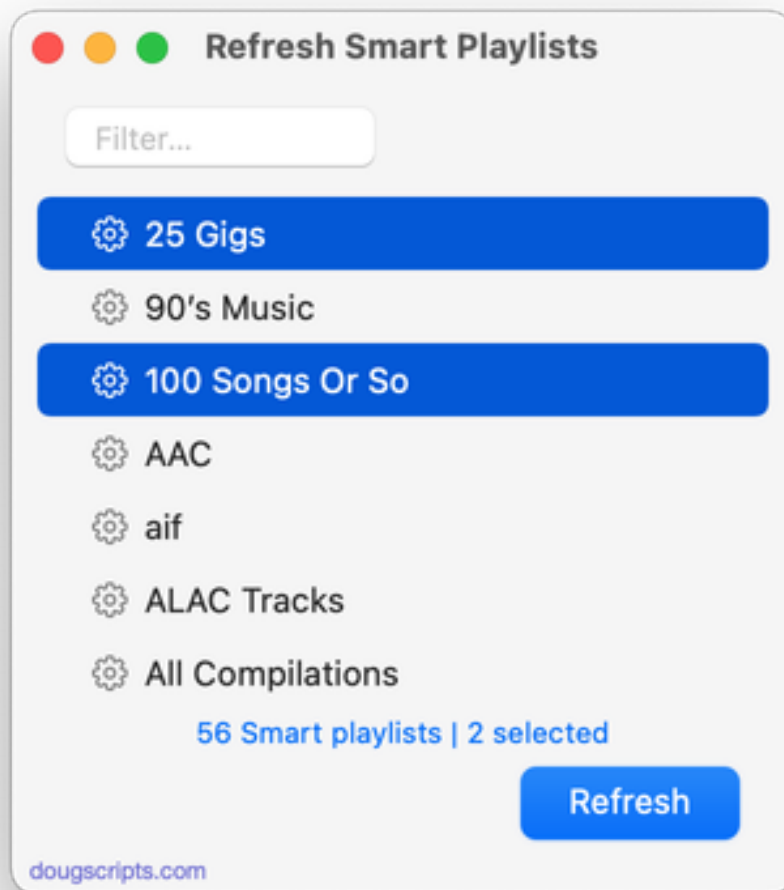 Refresh Smart Playlists
Filter...
25 Gigs
90’s Music
100 Songs Or So
AAC
aif
ALAC Tracks
All Compilations
56 Smart playlists | 2 selected
Refresh
dougscripts.com